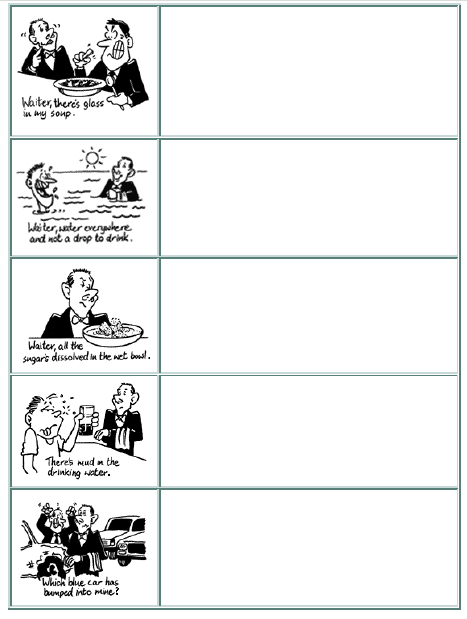 Waiter, there's glass
in my soup.
Waiter, water everywhere
and not a drop to drink.
Waiter, all the
sugar's dissolved in the wet bowl.
There's mud in the
drinking water.
Which blue car has
bumped into mine?